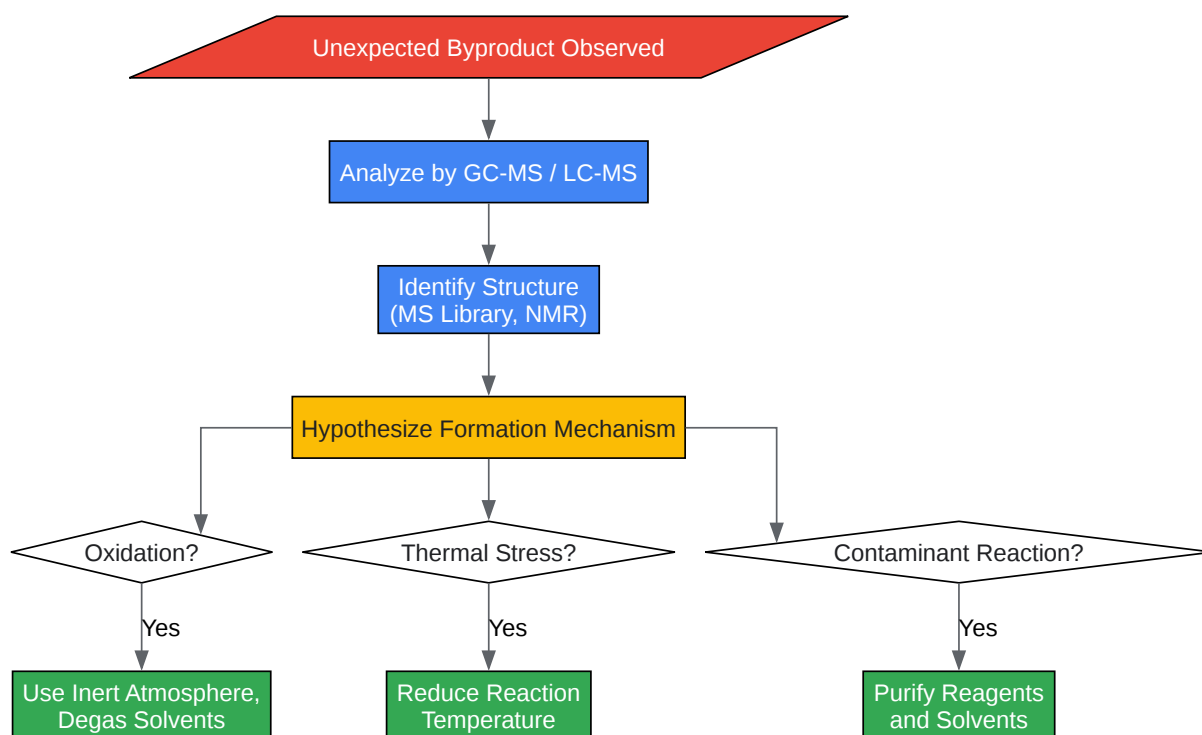 Unexpected Byproduct Observed
Analyze by GC-MS / LC-MS
Identify Structure
(MS Library, NMR)
Hypothesize Formation Mechanism
Oxidation?
Thermal Stress?
Contaminant Reaction?
Yes
Yes
Yes
Use Inert Atmosphere,
Degas Solvents
Reduce Reaction
Temperature
Purify Reagents
and Solvents